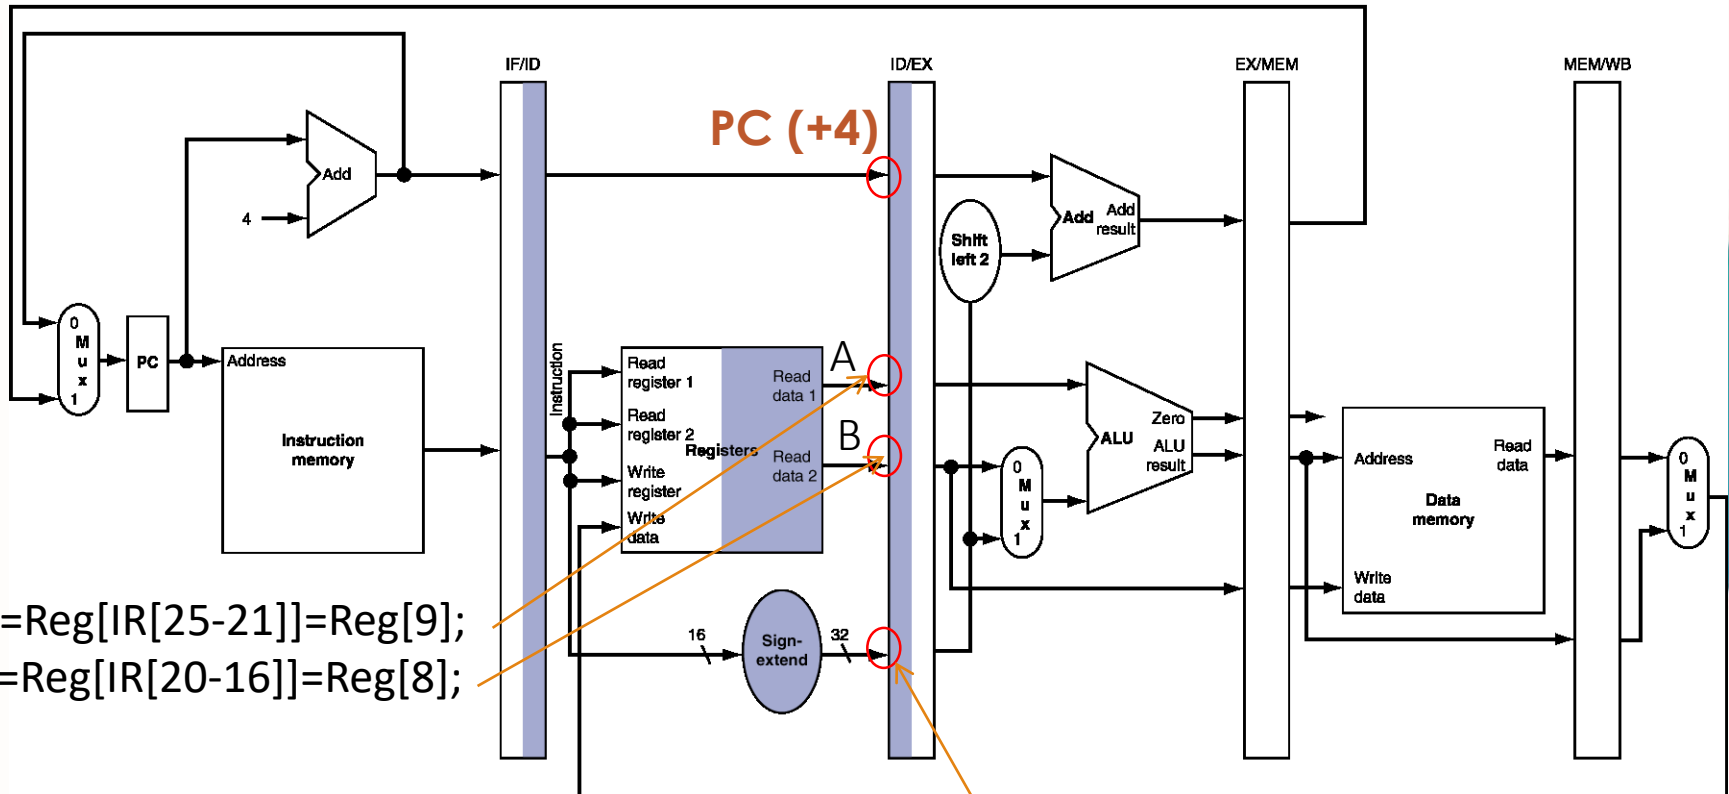 IF/ID
ID/EX
EX/MEM
MEM/WB
PC (+4)
Add
4
Shift
left 2
Add
Add
result
0
M
u
x
1
PC
Address
Instruction
memory
Instruction
Read
register 1
Read
register 2
Write
register
Write
data
Registers
Read
data 1
Read
data 2
A
B
0
M
u
x
1
ALU
Zero
ALU
result
Address
Read
data
Data
memory
Write
data
0
M
u
x
1
16
Sign-
extend
32
=Reg[IR[25-21]]=Reg[9];
=Reg[IR[20-16]]=Reg[8];